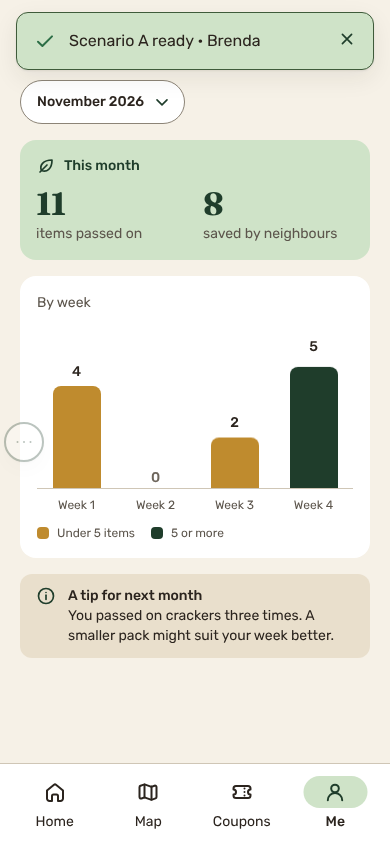 Scenario A ready • Brenda
November 2026
This month
11
8
items passed on
saved by neighbours
By week
4
0
2
5
Week 1
Week 2
Week 3
Week 4
Under 5 items
5 or more
A tip for next month
You passed on crackers three times. A
smaller pack might suit your week better.
Home
Map
Coupons
Me